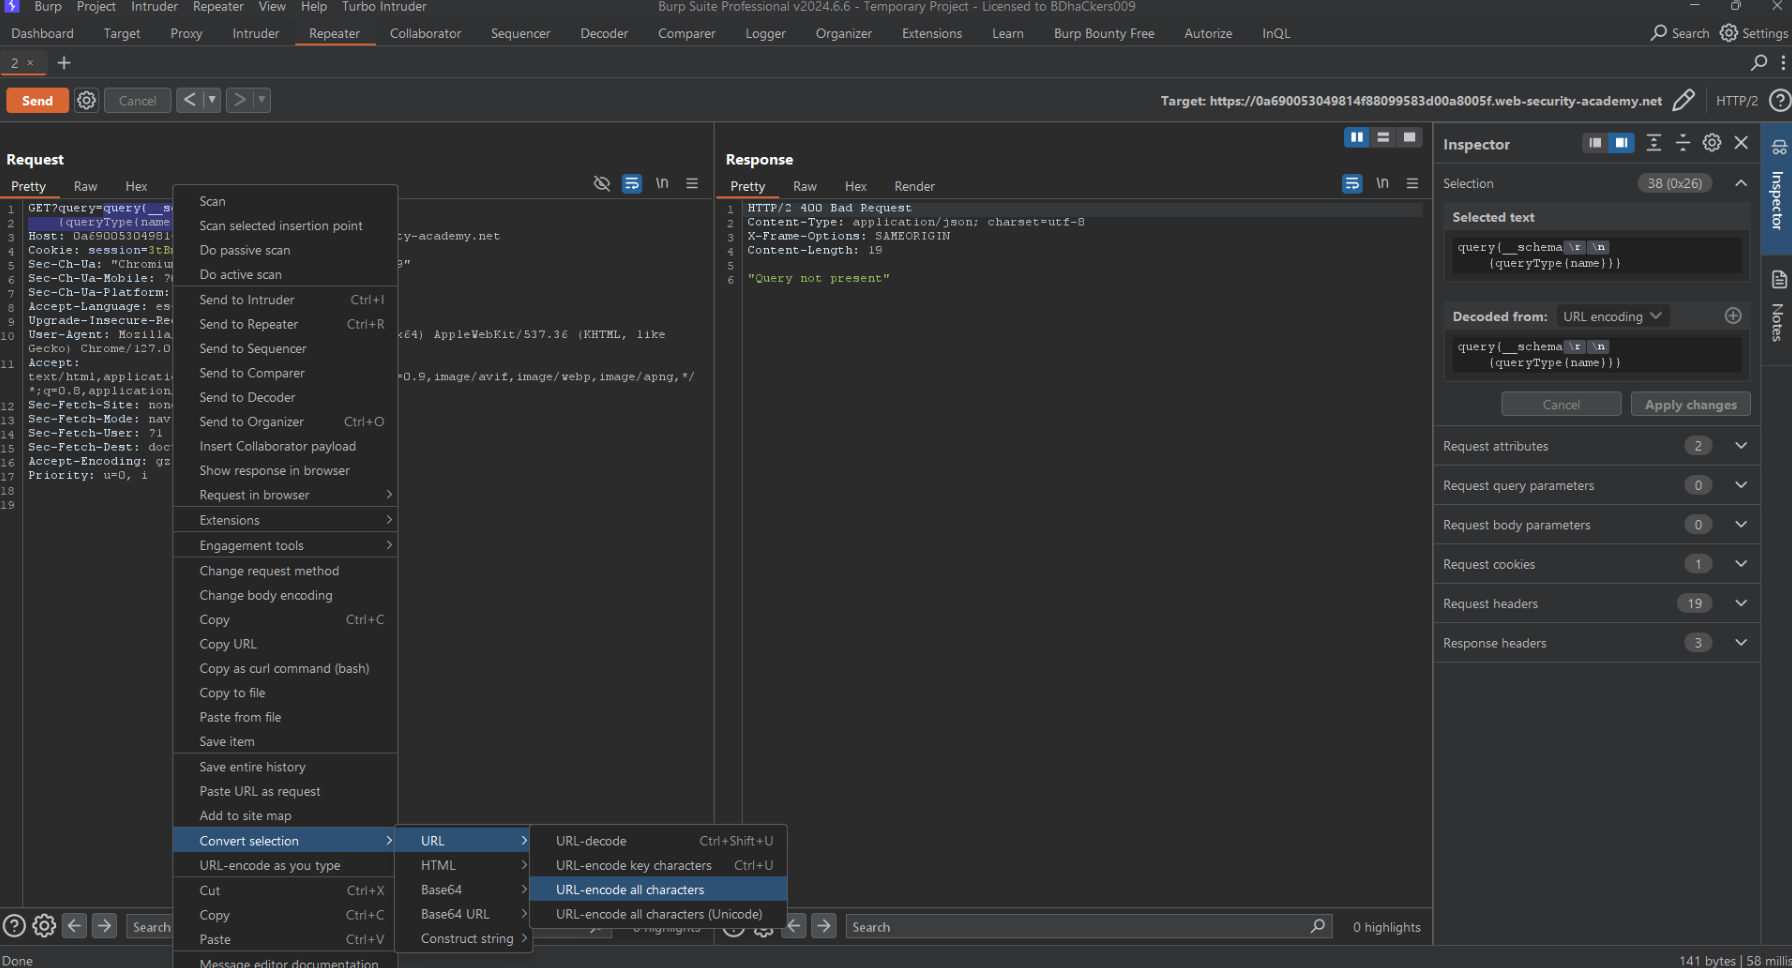 Burp Project Intruder Repeater View Help Turbo Intruder
Burp Suite Professional v2024.6.6 - Temporary Project - Licensed to BDhaCkers009
Dashboard Target Proxy Intruder Repeater Collaborator Sequencer Decoder Comparer Logger Organizer Extensions Learn Burp Bounty Free Autorize InQL
Search Settings
2 × +
Send Cancel < >
Target: https://0a690053049814f88099583d00a8005f.web-security-academy.net HTTP/2
Request
Pretty Raw Hex
\n
1 GET?query=query{__s
2 {queryType{name
3 Host: 0a69005304981 ty-academy.net
4 Cookie: session=3tB
5 Sec-Ch-Ua: "Chromiu 9"
6 Sec-Ch-Ua-Mobile: ?
7 Sec-Ch-Ua-Platform:
8 Accept-Language: es
9 Upgrade-Insecure-Re
10 User-Agent: Mozilla x64) AppleWebKit/537.36 (KHTML, like
Gecko) Chrome/127.0
11 Accept:
text/html,applicati =0.9,image/avif,image/webp,image/apng,*/
*;q=0.8,application
12 Sec-Fetch-Site: non
13 Sec-Fetch-Mode: nav
14 Sec-Fetch-User: ?1
15 Sec-Fetch-Dest: doc
16 Accept-Encoding: gz
17 Priority: u=0, i
18
19
Scan
Scan selected insertion point
Do passive scan
Do active scan
Send to Intruder Ctrl+I
Send to Repeater Ctrl+R
Send to Sequencer
Send to Comparer
Send to Decoder
Send to Organizer Ctrl+O
Insert Collaborator payload
Show response in browser
Request in browser >
Extensions >
Engagement tools >
Change request method
Change body encoding
Copy Ctrl+C
Copy URL
Copy as curl command (bash)
Copy to file
Paste from file
Save item
Save entire history
Paste URL as request
Add to site map
Convert selection >
URL-encode as you type
Cut Ctrl+X
Copy Ctrl+C
Paste Ctrl+V
Message editor documentation
URL >
HTML >
Base64 >
Base64 URL >
Construct string >
URL-decode Ctrl+Shift+U
URL-encode key characters Ctrl+U
URL-encode all characters
URL-encode all characters (Unicode)
Response
Pretty Raw Hex Render
\n
1 HTTP/2 400 Bad Request
2 Content-Type: application/json; charset=utf-8
3 X-Frame-Options: SAMEORIGIN
4 Content-Length: 19
5
6 "Query not present"
Inspector
Selection 38 (0x26)
Selected text
query{__schema \r \n
{queryType{name}}}
Decoded from: URL encoding
query{__schema \r \n
{queryType{name}}}
Cancel Apply changes
Request attributes 2
Request query parameters 0
Request body parameters 0
Request cookies 1
Request headers 19
Response headers 3
Inspector
Notes
Search
0 highlights
Search
0 highlights
Done
141 bytes | 58 millis